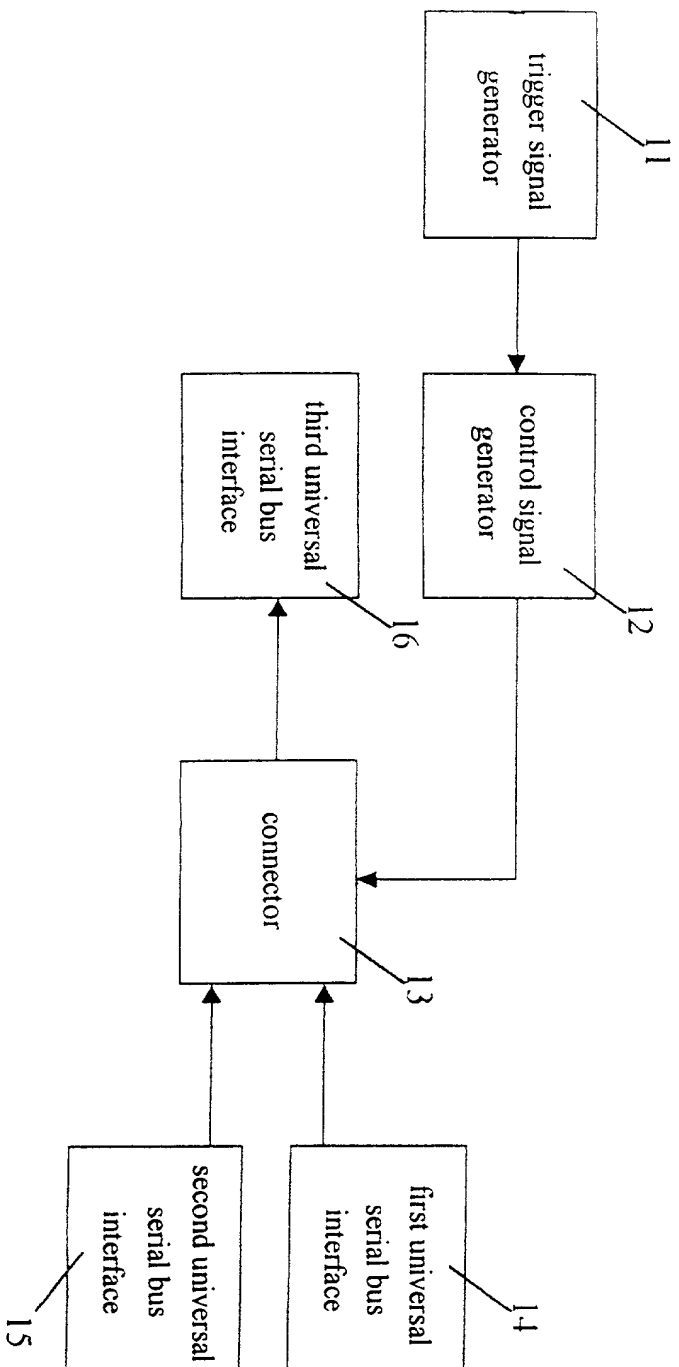 11
trigger signal
generator
12
control signal
generator
third universal
serial bus
interface
16
connector
13
14
first universal
serial bus
interface
second universal
serial bus
interface
15